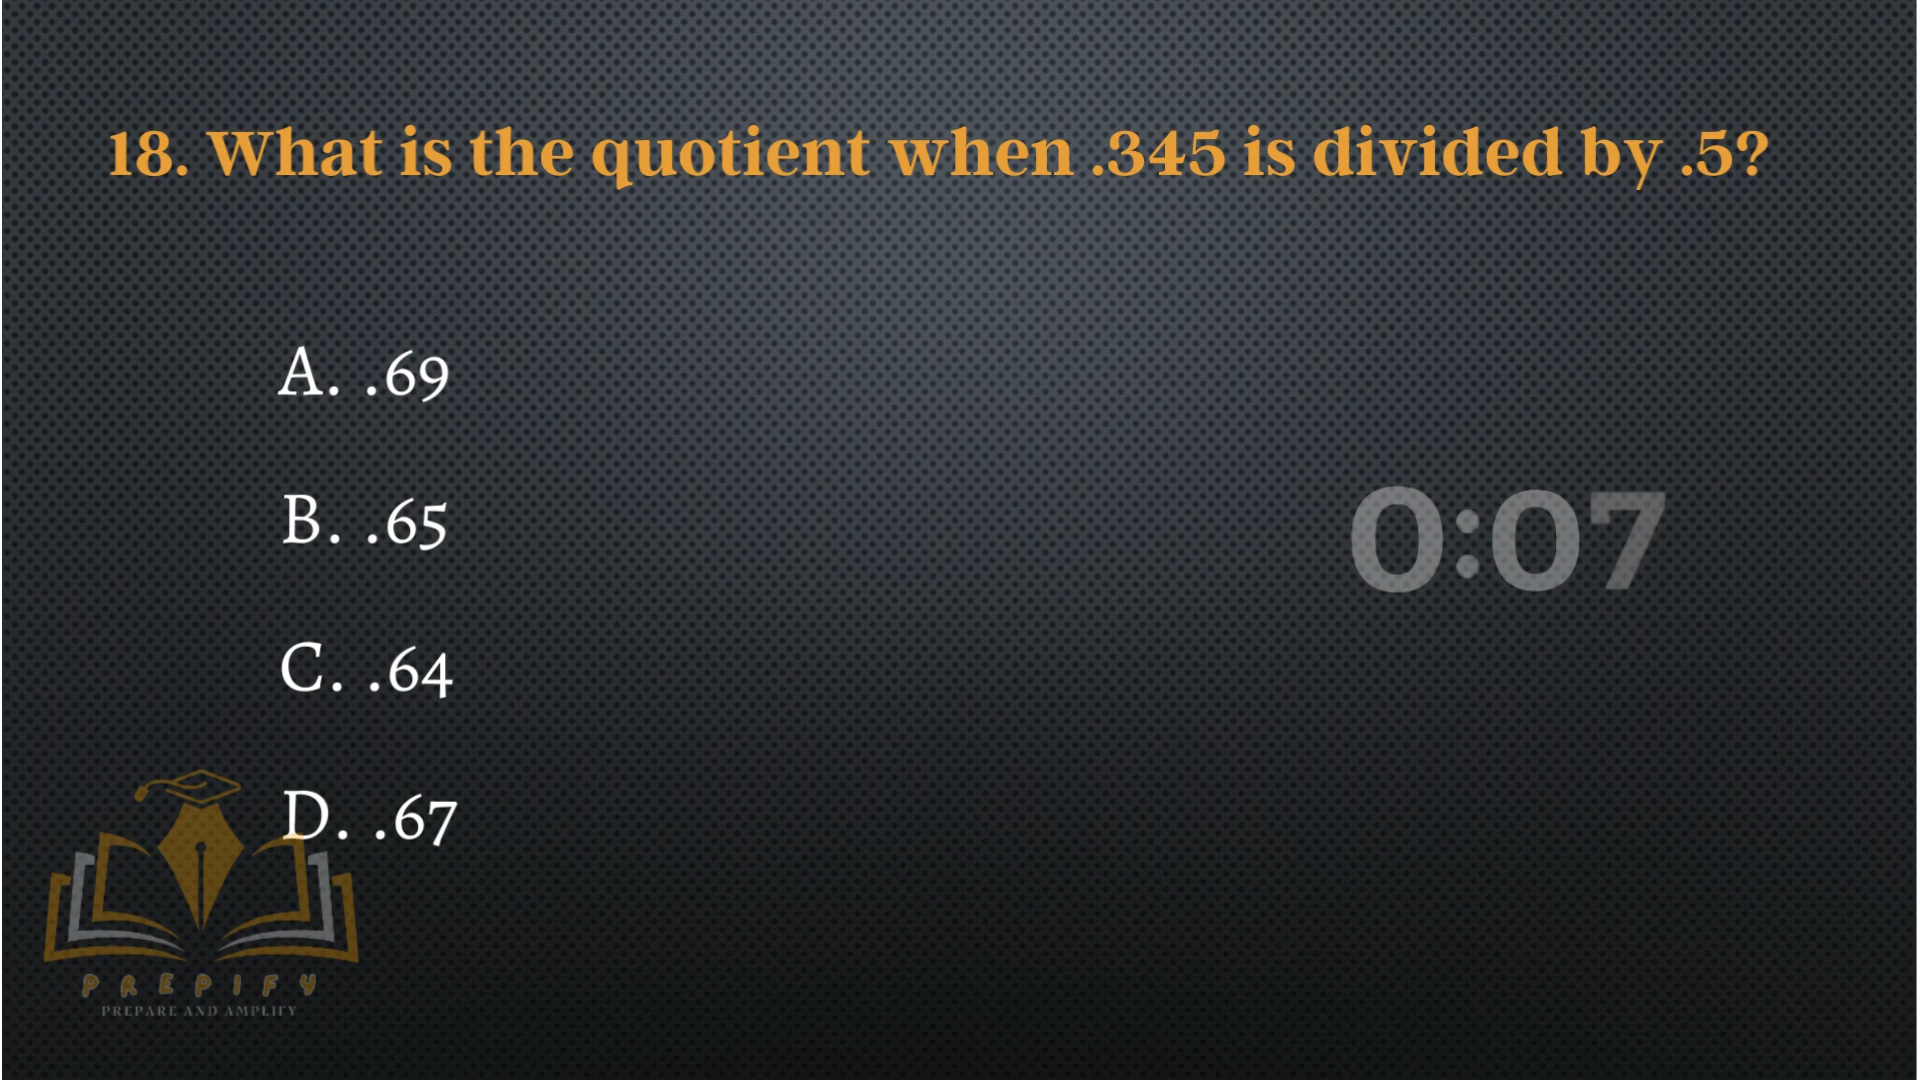 18. What is the quotient when .345 is divided by .5?
A. .69
B. .65
0:07
C. .64
D. .67
PREPIFY
PREPARE AND AMPLIFY